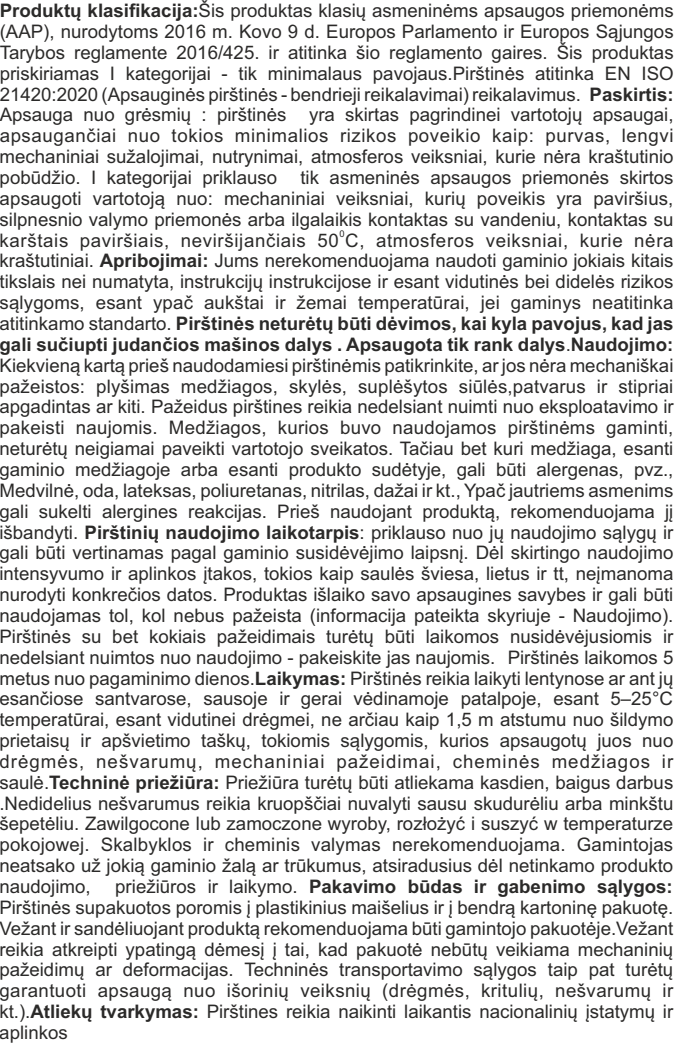 Produktų klasifikacija:Šis produktas klasių asmeninėms apsaugos priemonėms
(AAP), nurodytoms 2016 m. Kovo 9 d. Europos Parlamento ir Europos Sąjungos
Tarybos reglamente 2016/425. ir atitinka šio reglamento gaires. Šis produktas
priskiriamas I kategorijai - tik minimalaus pavojaus.Pirštinės atitinka EN ISO
21420:2020 (Apsauginės pirštinės - bendrieji reikalavimai) reikalavimus. Paskirtis:
Apsauga nuo grėsmių : pirštinės yra skirtas pagrindinei vartotojų apsaugai,
apsaugančiai nuo tokios minimalios rizikos poveikio kaip: purvas, lengvi
mechaniniai sužalojimai, nutrynimai, atmosferos veiksniai, kurie nėra kraštutinio
pobūdžio. I kategorijai priklauso tik asmeninės apsaugos priemonės skirtos
apsaugoti vartotoją nuo: mechaniniai veiksniai, kurių poveikis yra paviršius,
silpnesnio valymo priemonės arba ilgalaikis kontaktas su vandeniu, kontaktas su
karštais paviršiais, neviršijančiais 50⁰C, atmosferos veiksniai, kurie nėra
kraštutiniai. Apribojimai: Jums nerekomenduojama naudoti gaminio jokiais kitais
tikslais nei numatyta, instrukcijų instrukcijose ir esant vidutinės bei didelės rizikos
sąlygoms, esant ypač aukštai ir žemai temperatūrai, jei gaminys neatitinka
atitinkamo standarto. Pirštinės neturėtų būti dėvimos, kai kyla pavojus, kad jas
gali sučiupti judančios mašinos dalys . Apsaugota tik rank dalys.Naudojimo:
Kiekvieną kartą prieš naudodamiesi pirštinėmis patikrinkite, ar jos nėra mechaniškai
pažeistos: plyšimas medžiagos, skylės, suplėšytos siūlės,patvarus ir stipriai
apgadintas ar kiti. Pažeidus pirštines reikia nedelsiant nuimti nuo eksploatavimo ir
pakeisti naujomis. Medžiagos, kurios buvo naudojamos pirštinėms gaminti,
neturėtų neigiamai paveikti vartotojo sveikatos. Tačiau bet kuri medžiaga, esanti
gaminio medžiagoje arba esanti produkto sudėtyje, gali būti alergenas, pvz.,
Medvilnė, oda, lateksas, poliuretanas, nitrilas, dažai ir kt., Ypač jautriems asmenims
gali sukelti alergines reakcijas. Prieš naudojant produktą, rekomenduojama jį
išbandyti. Pirštinių naudojimo laikotarpis: priklauso nuo jų naudojimo sąlygų ir
gali būti vertinamas pagal gaminio susidėvėjimo laipsnį. Dėl skirtingo naudojimo
intensyvumo ir aplinkos įtakos, tokios kaip saulės šviesa, lietus ir tt, neįmanoma
nurodyti konkrečios datos. Produktas išlaiko savo apsaugines savybes ir gali būti
naudojamas tol, kol nebus pažeista (informacija pateikta skyriuje - Naudojimo).
Pirštinės su bet kokiais pažeidimais turėtų būti laikomos nusidėvėjusiomis ir
nedelsiant nuimtos nuo naudojimo - pakeiskite jas naujomis. Pirštinės laikomos 5
metus nuo pagaminimo dienos.Laikymas: Pirštinės reikia laikyti lentynose ar ant jų
esančiose santvarose, sausoje ir gerai vėdinamoje patalpoje, esant 5–25°C
temperatūrai, esant vidutinei drėgmei, ne arčiau kaip 1,5 m atstumu nuo šildymo
prietaisų ir apšvietimo taškų, tokiomis sąlygomis, kurios apsaugotų juos nuo
drėgmės, nešvarumų, mechaniniai pažeidimai, cheminės medžiagos ir
saulė.Techninė priežiūra: Priežiūra turėtų būti atliekama kasdien, baigus darbus
.Nedidelius nešvarumus reikia kruopščiai nuvalyti sausu skudurėliu arba minkštu
šepetėliu. Zawilgocone lub zamoczone wyroby, rozłożyć i suszyć w temperaturze
pokojowej. Skalbyklos ir cheminis valymas nerekomenduojama. Gamintojas
neatsako už jokią gaminio žalą ar trūkumus, atsiradusius dėl netinkamo produkto
naudojimo, priežiūros ir laikymo. Pakavimo būdas ir gabenimo sąlygos:
Pirštinės supakuotos poromis į plastikinius maišelius ir į bendrą kartoninę pakuotę.
Vežant ir sandėliuojant produktą rekomenduojama būti gamintojo pakuotėje.Vežant
reikia atkreipti ypatingą dėmesį į tai, kad pakuotė nebūtų veikiama mechaninių
pažeidimų ar deformacijas. Techninės transportavimo sąlygos taip pat turėtų
garantuoti apsaugą nuo išorinių veiksnių (drėgmės, kritulių, nešvarumų ir
kt.).Atliekų tvarkymas: Pirštines reikia naikinti laikantis nacionalinių įstatymų ir
aplinkos